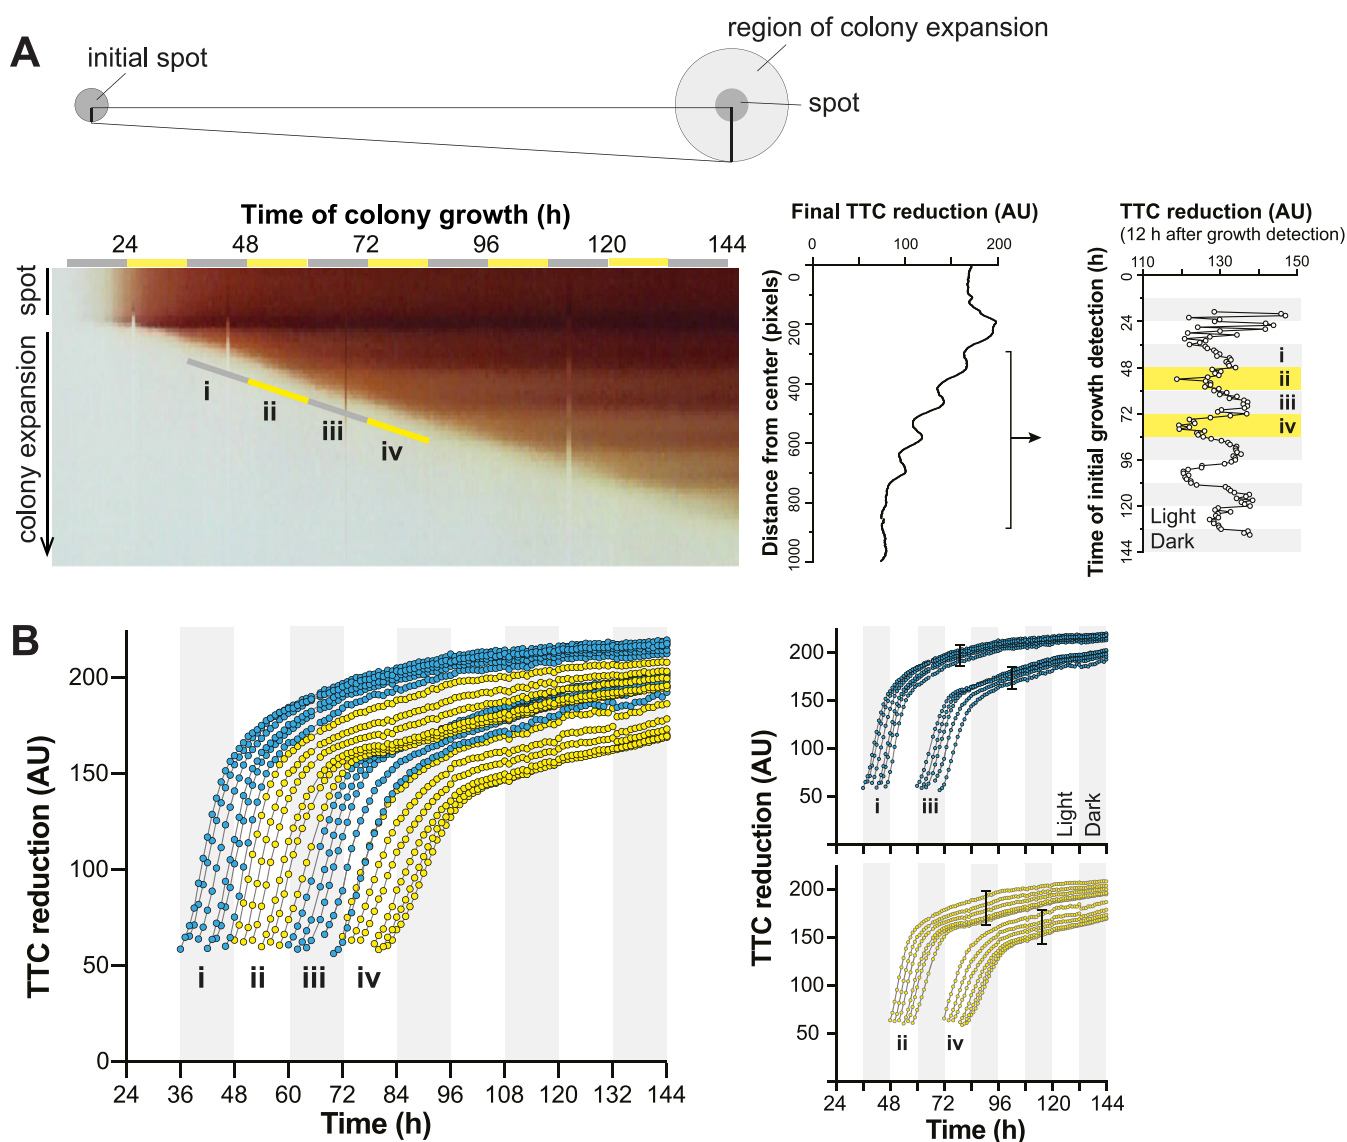 A
initial spot
region of colony expansion
spot
Time of colony growth (h)
24 48 72 96 120 144
spot
colony expansion
i
ii
iii
iv
Final TTC reduction (AU)
0 100 200
Distance from center (pixels)
0
200
400
600
800
1000
TTC reduction (AU)
(12 h after growth detection)
110 130 150
Time of initial growth detection (h)
0
24
48
72
96
120
144
i
ii
iii
iv
Light
Dark
B
TTC reduction (AU)
200
150
100
50
0
i ii iii iv
24 36 48 60 72 84 96 108 120 132 144
Time (h)
TTC reduction (AU)
200
150
100
50
i iii
Light
Dark
200
150
100
50
ii iv
24 48 72 96 120 144
Time (h)